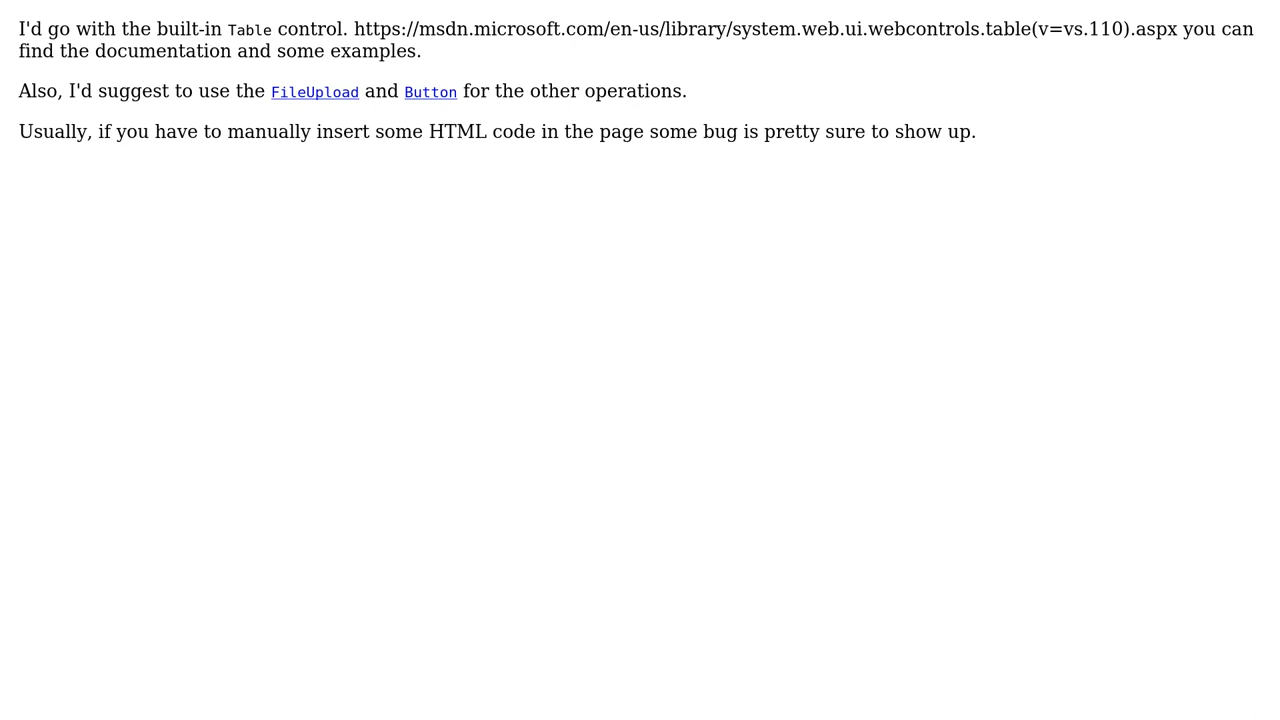 I'd go with the built-in Table control. https://msdn.microsoft.com/en-us/library/system.web.ui.webcontrols.table(v=vs.110).aspx you can
find the documentation and some examples.
Also, I'd suggest to use the FileUpload and Button for the other operations.
Usually, if you have to manually insert some HTML code in the page some bug is pretty sure to show up.